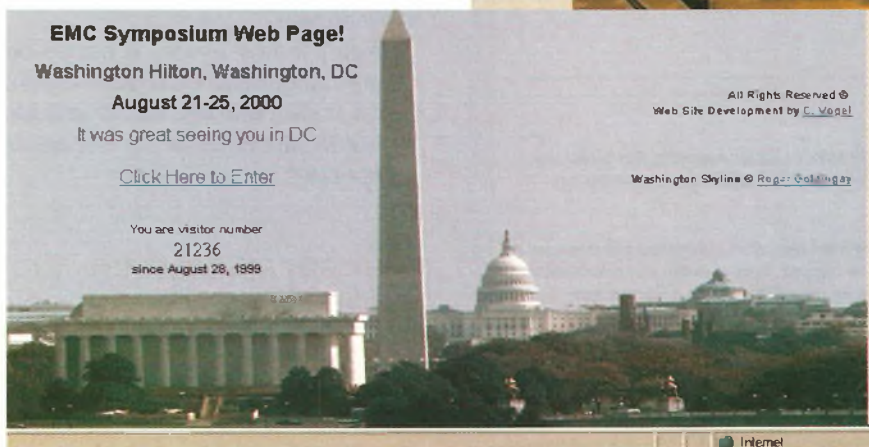 EMC Symposium Web Page!
Washington Hilton, Washington, DC
August 21-25, 2000
It was great seeing you in DC
Click Here to Enter
You are visitor number
21236
since August 28, 1999
All Rights Reserved ©
Web Site Development by C. Vogel
Washington Skyline © Roger
Internet